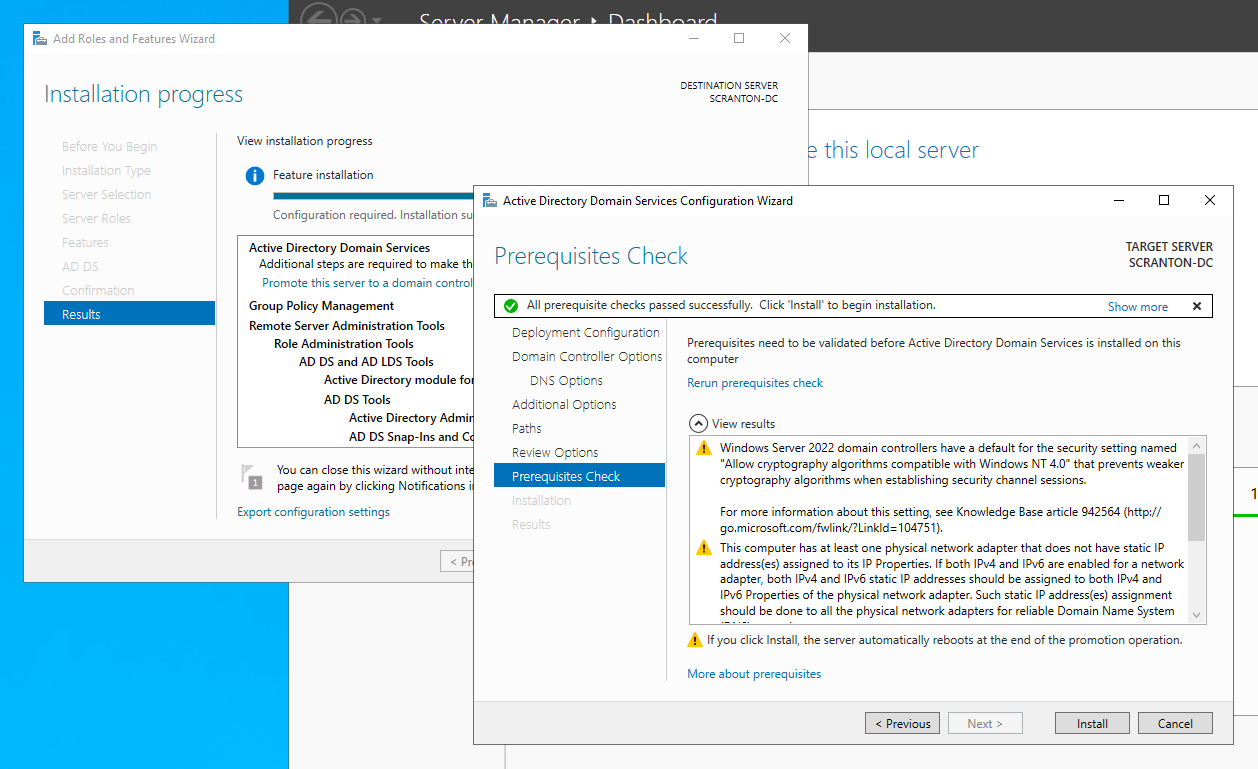 Server Manager • Dashboard
Add Roles and Features Wizard
Installation progress
DESTINATION SERVER
SCRANTON-DC
Before You Begin
Installation Type
Server Selection
Server Roles
Features
AD DS
Confirmation
Results
View installation progress
Feature installation
Configuration required. Installation su
Active Directory Domain Services
Additional steps are required to make th
Promote this server to a domain control
Group Policy Management
Remote Server Administration Tools
Role Administration Tools
AD DS and AD LDS Tools
Active Directory module for
AD DS Tools
Active Directory Admin
AD DS Snap-Ins and Co
1
You can close this wizard without inte
page again by clicking Notifications in
Export configuration settings
< Pr
e this local server
1
Active Directory Domain Services Configuration Wizard
Prerequisites Check
TARGET SERVER
SCRANTON-DC
All prerequisite checks passed successfully. Click 'Install' to begin installation.
Show more
Deployment Configuration
Domain Controller Options
DNS Options
Additional Options
Paths
Review Options
Prerequisites Check
Installation
Results
Prerequisites need to be validated before Active Directory Domain Services is installed on this
computer
Rerun prerequisites check
View results
Windows Server 2022 domain controllers have a default for the security setting named
"Allow cryptography algorithms compatible with Windows NT 4.0" that prevents weaker
cryptography algorithms when establishing security channel sessions.
For more information about this setting, see Knowledge Base article 942564 (http://
go.microsoft.com/fwlink/?LinkId=104751).
This computer has at least one physical network adapter that does not have static IP
address(es) assigned to its IP Properties. If both IPv4 and IPv6 are enabled for a network
adapter, both IPv4 and IPv6 static IP addresses should be assigned to both IPv4 and
IPv6 Properties of the physical network adapter. Such static IP address(es) assignment
should be done to all the physical network adapters for reliable Domain Name System
If you click Install, the server automatically reboots at the end of the promotion operation.
More about prerequisites
< Previous
Next >
Install
Cancel